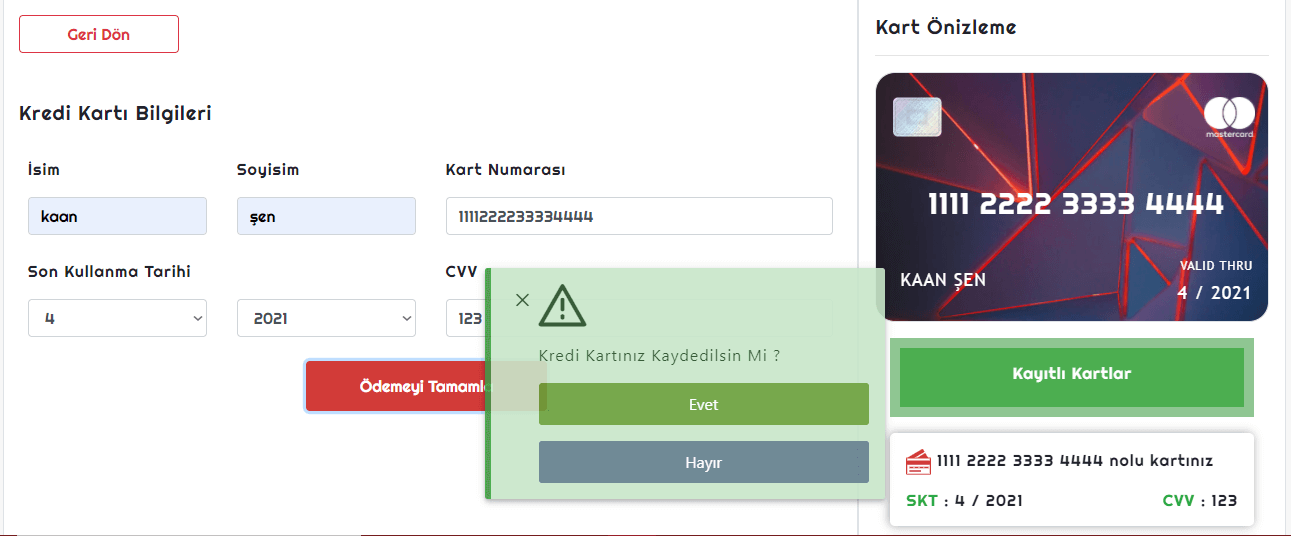 Geri Dön
Kredi Kartı Bilgileri
İsim
Soyisim
Kart Numarası
kaan
şen
1111222233334444
Son Kullanma Tarihi
CVV
4
2021
123
Ödemeyi Tamamla
Kredi Kartınız Kaydedilsin Mi ?
Evet
Hayır
Kart Önizleme
mastercard
1111 2222 3333 4444
VALID THRU
KAAN ŞEN
4 / 2021
Kayıtlı Kartlar
1111 2222 3333 4444 nolu kartınız
SKT : 4 / 2021
CVV : 123